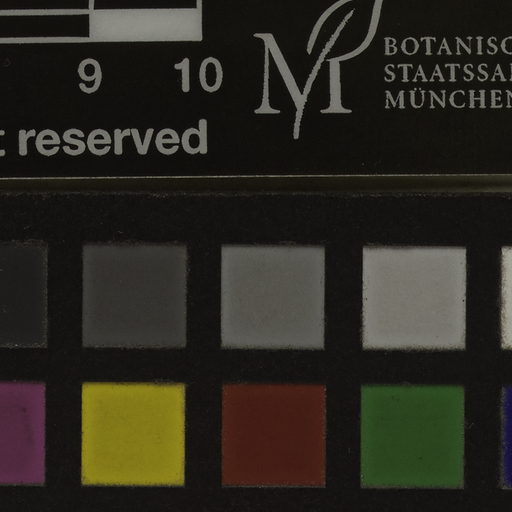 9 10
reserved
M
BOTANISC
STAATSSA
MÜNCHEN